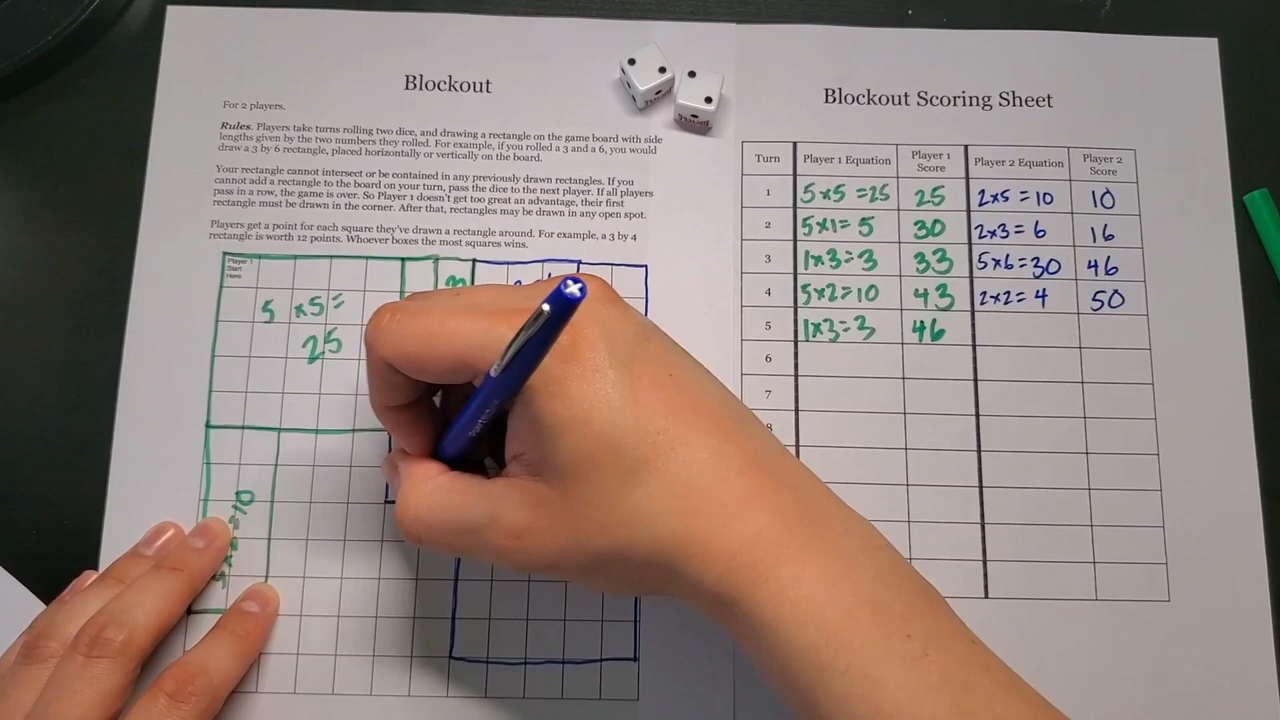 Blockout
For 2 players.
Rules. Players take turns rolling two dice, and drawing a rectangle on the game board with side
lengths given by the two numbers they rolled. For example, if you rolled a 3 and a 6, you would
draw a 3 by 6 rectangle, placed horizontally or vertically on the board.
Your rectangle cannot intersect or be contained in any previously drawn rectangles. If you
cannot add a rectangle to the board on your turn, pass the dice to the next player. If all players
pass in a row, the game is over. So Player 1 doesn't get too great an advantage, their first
rectangle must be drawn in the corner. After that, rectangles may be drawn in any open spot.
Players get a point for each square they've drawn a rectangle around. For example, a 3 by 4
rectangle is worth 12 points. Whoever boxes the most squares wins.
Player 1
Start
Here
5 x5=
25
Blockout Scoring Sheet
Turn Player 1 Equation Player 1 Score Player 2 Equation Player 2 Score
1 5x5=25 25 2x5=10 10
2 5x1=5 30 2x3=6 16
3 1x3=3 33 5x6=30 46
4 5x2=10 43 2x2=4 50
5 1x3=3 46
6
7